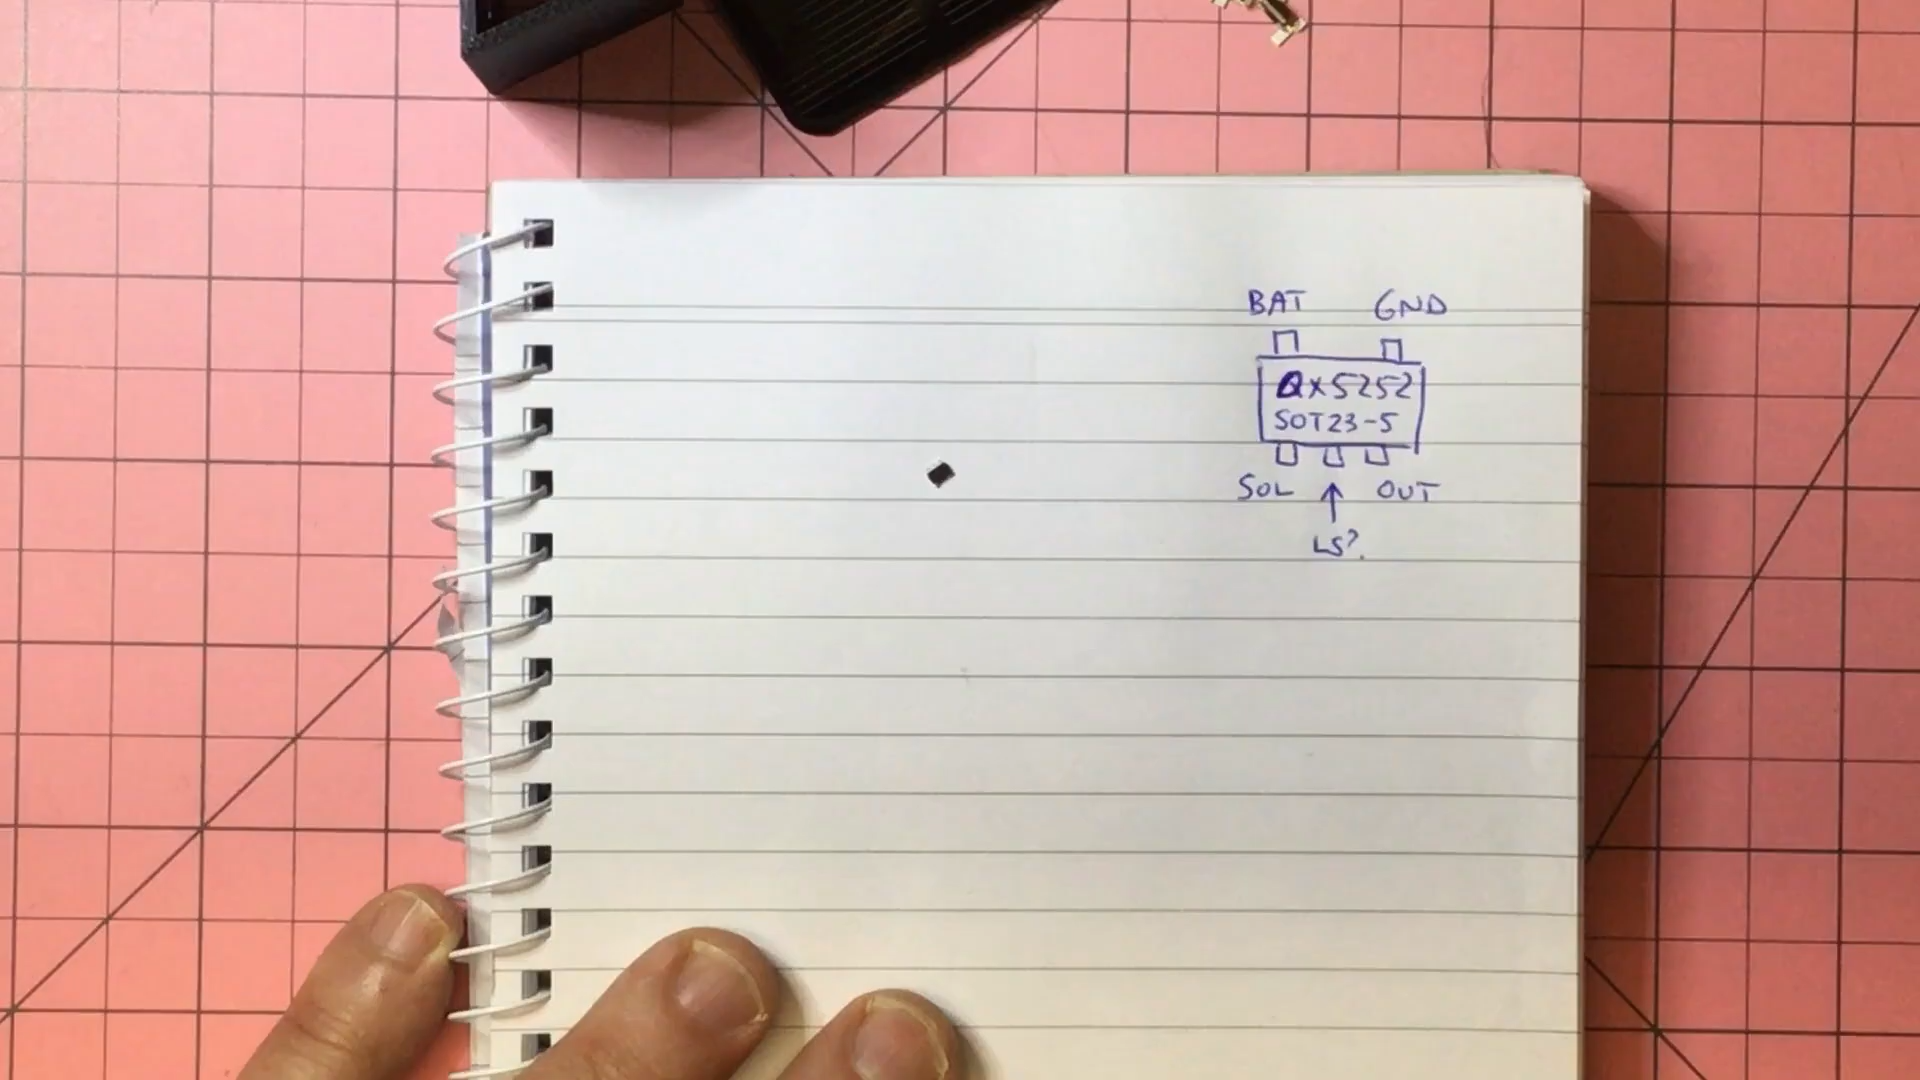 BAT GND
QX5252
SOT23-5
SOL OUT
↑
LS?